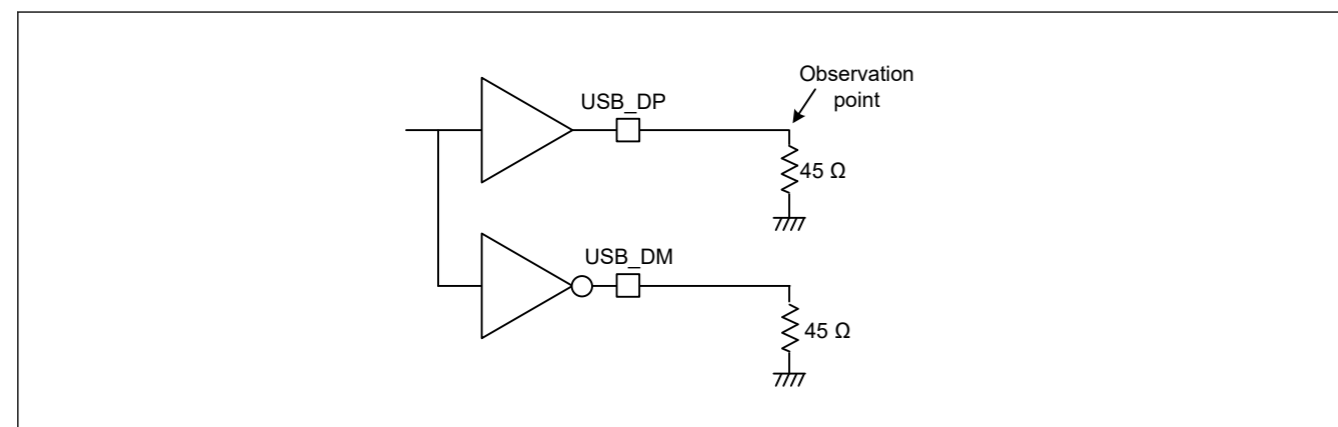 Observation
point
USB_DP
45 Ω
USB_DM
45 Ω